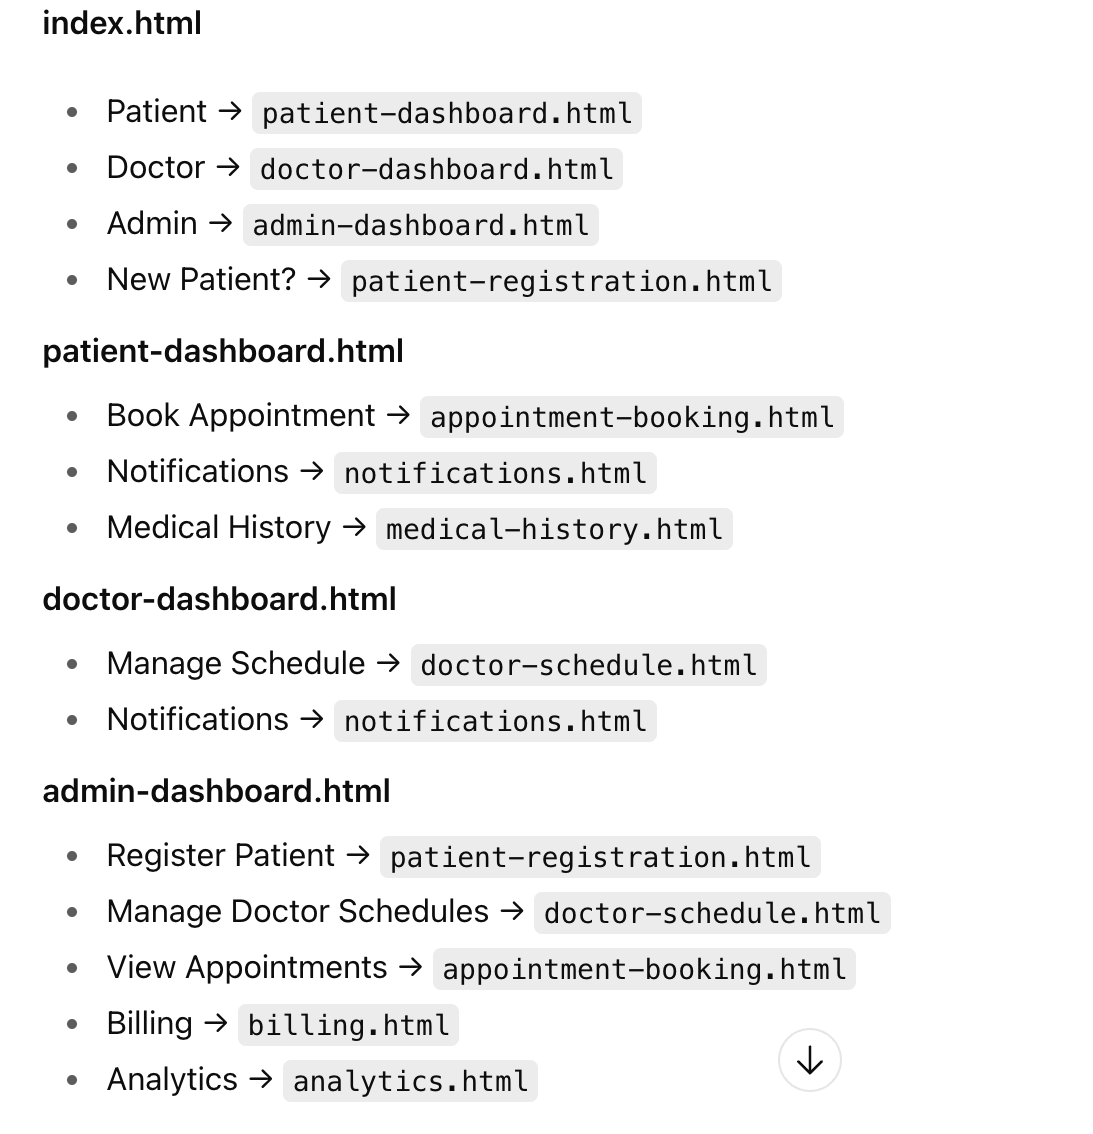 index.html
• Patient → patient-dashboard.html
• Doctor → doctor-dashboard.html
• Admin → admin-dashboard.html
• New Patient? → patient-registration.html
patient-dashboard.html
• Book Appointment → appointment-booking.html
• Notifications → notifications.html
• Medical History → medical-history.html
doctor-dashboard.html
• Manage Schedule → doctor-schedule.html
• Notifications → notifications.html
admin-dashboard.html
• Register Patient → patient-registration.html
• Manage Doctor Schedules → doctor-schedule.html
• View Appointments → appointment-booking.html
• Billing → billing.html
• Analytics → analytics.html